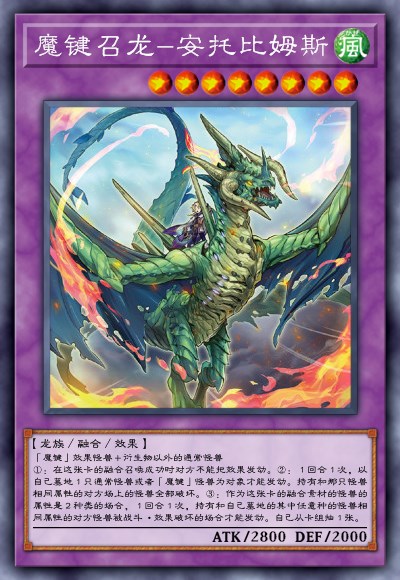 魔键召龙-安托比姆斯
風
【龙族/融合/效果】
「魔键」效果怪兽+衍生物以外的通常怪兽
①：在这张卡的融合召唤成功时对方不能把效果发动。②：1回合1次，以
自己墓地1只通常怪兽或者「魔键」怪兽为对象才能发动。持有和那只怪兽
相同属性的对方场上的怪兽全部破坏。③：作为这张卡的融合素材的怪兽的
属性是2种类的场合，1回合1次，持有和自己墓地的其中任意种的怪兽相
同属性的对方怪兽被战斗·效果破坏的场合才能发动。自己从卡组抽1张。
ATK/2800 DEF/2000